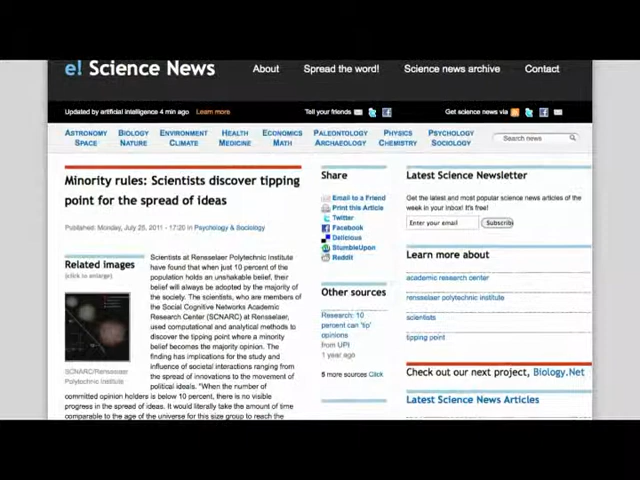 e! Science News
About
Spread the word!
Science news archive
Contact
Updated by artificial intelligence 4 min ago
Learn more
Tell your friends
Get science news via
ASTRONOMY
SPACE
BIOLOGY
NATURE
ENVIRONMENT
CLIMATE
HEALTH
MEDICINE
ECONOMICS
MATH
PALEONTOLOGY
ARCHAEOLOGY
PHYSICS
CHEMISTRY
PSYCHOLOGY
SOCIOLOGY
Search news
Minority rules: Scientists discover tipping
point for the spread of ideas
Published: Monday, July 25, 2011 - 17:20 in Psychology & Sociology
Related images
(click to enlarge)
SCNARC/Rensselaer
Polytechnic Institute
Scientists at Rensselaer Polytechnic Institute
have found that when just 10 percent of the
population holds an unshakable belief, their
belief will always be adopted by the majority of
the society. The scientists, who are members of
the Social Cognitive Networks Academic
Research Center (SCNARC) at Rensselaer,
used computational and analytical methods to
discover the tipping point where a minority
belief becomes the majority opinion. The
finding has implications for the study and
influence of societal interactions ranging from
the spread of innovations to the movement of
political ideals. "When the number of
committed opinion holders is below 10 percent, there is no visible
progress in the spread of ideas. It would literally take the amount of time
comparable to the age of the universe for this size group to reach the
Share
Email to a Friend
Print this Article
Twitter
Facebook
Delicious
StumbleUpon
Reddit
Other sources
Research: 10
percent can 'tip'
opinions
from UPI
1 year ago
5 more sources Click
Latest Science Newsletter
Get the latest and most popular science news articles of the
week in your Inbox! It's free!
Enter your email
Subscribe
Learn more about
academic research center
rensselaer polytechnic institute
scientists
tipping point
Check out our next project, Biology.Net
Latest Science News Articles